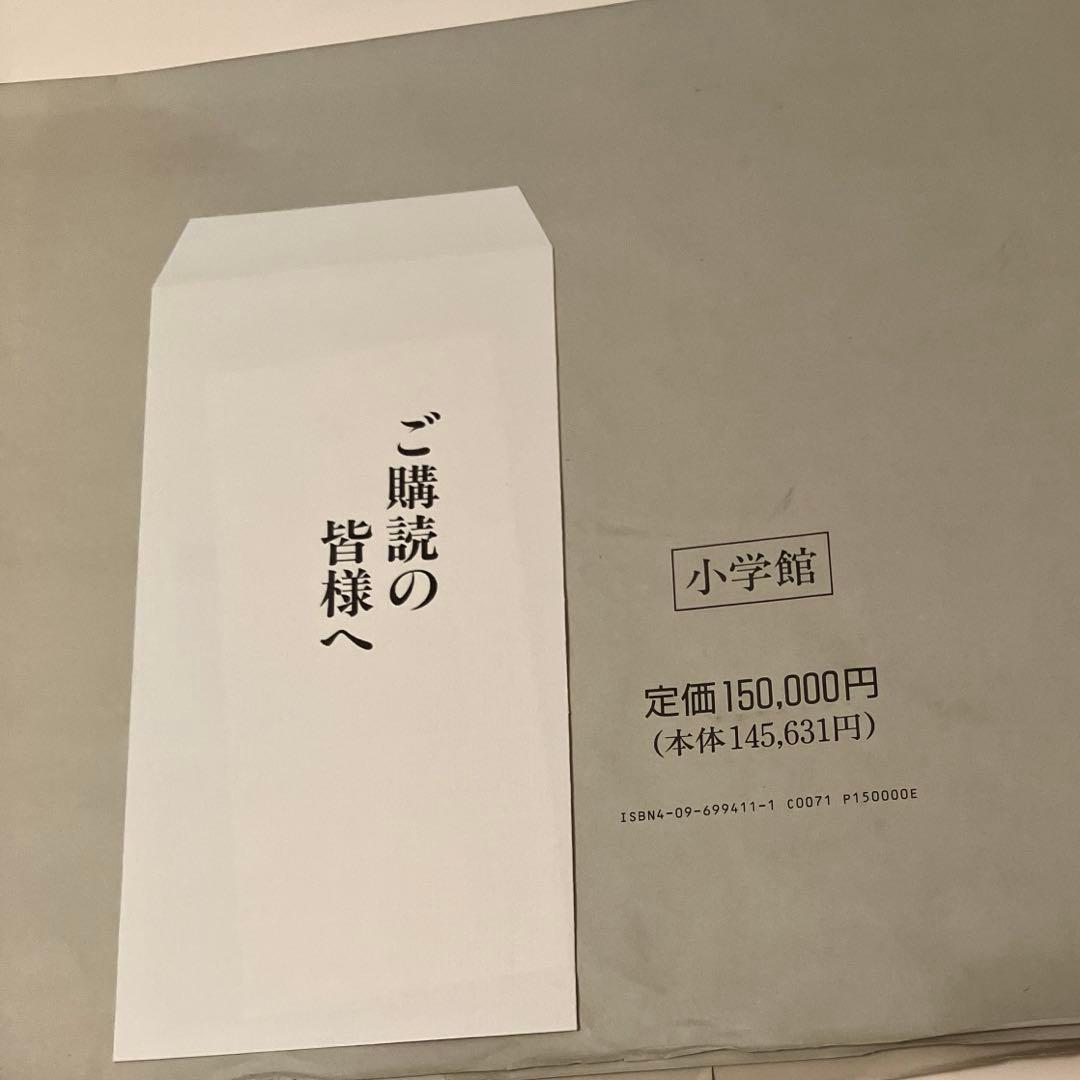 ご購読の
皆様へ
小学館
定価150,000円
（本体145,631円）
ISBN4-09-699411-1 C0071 P150000E